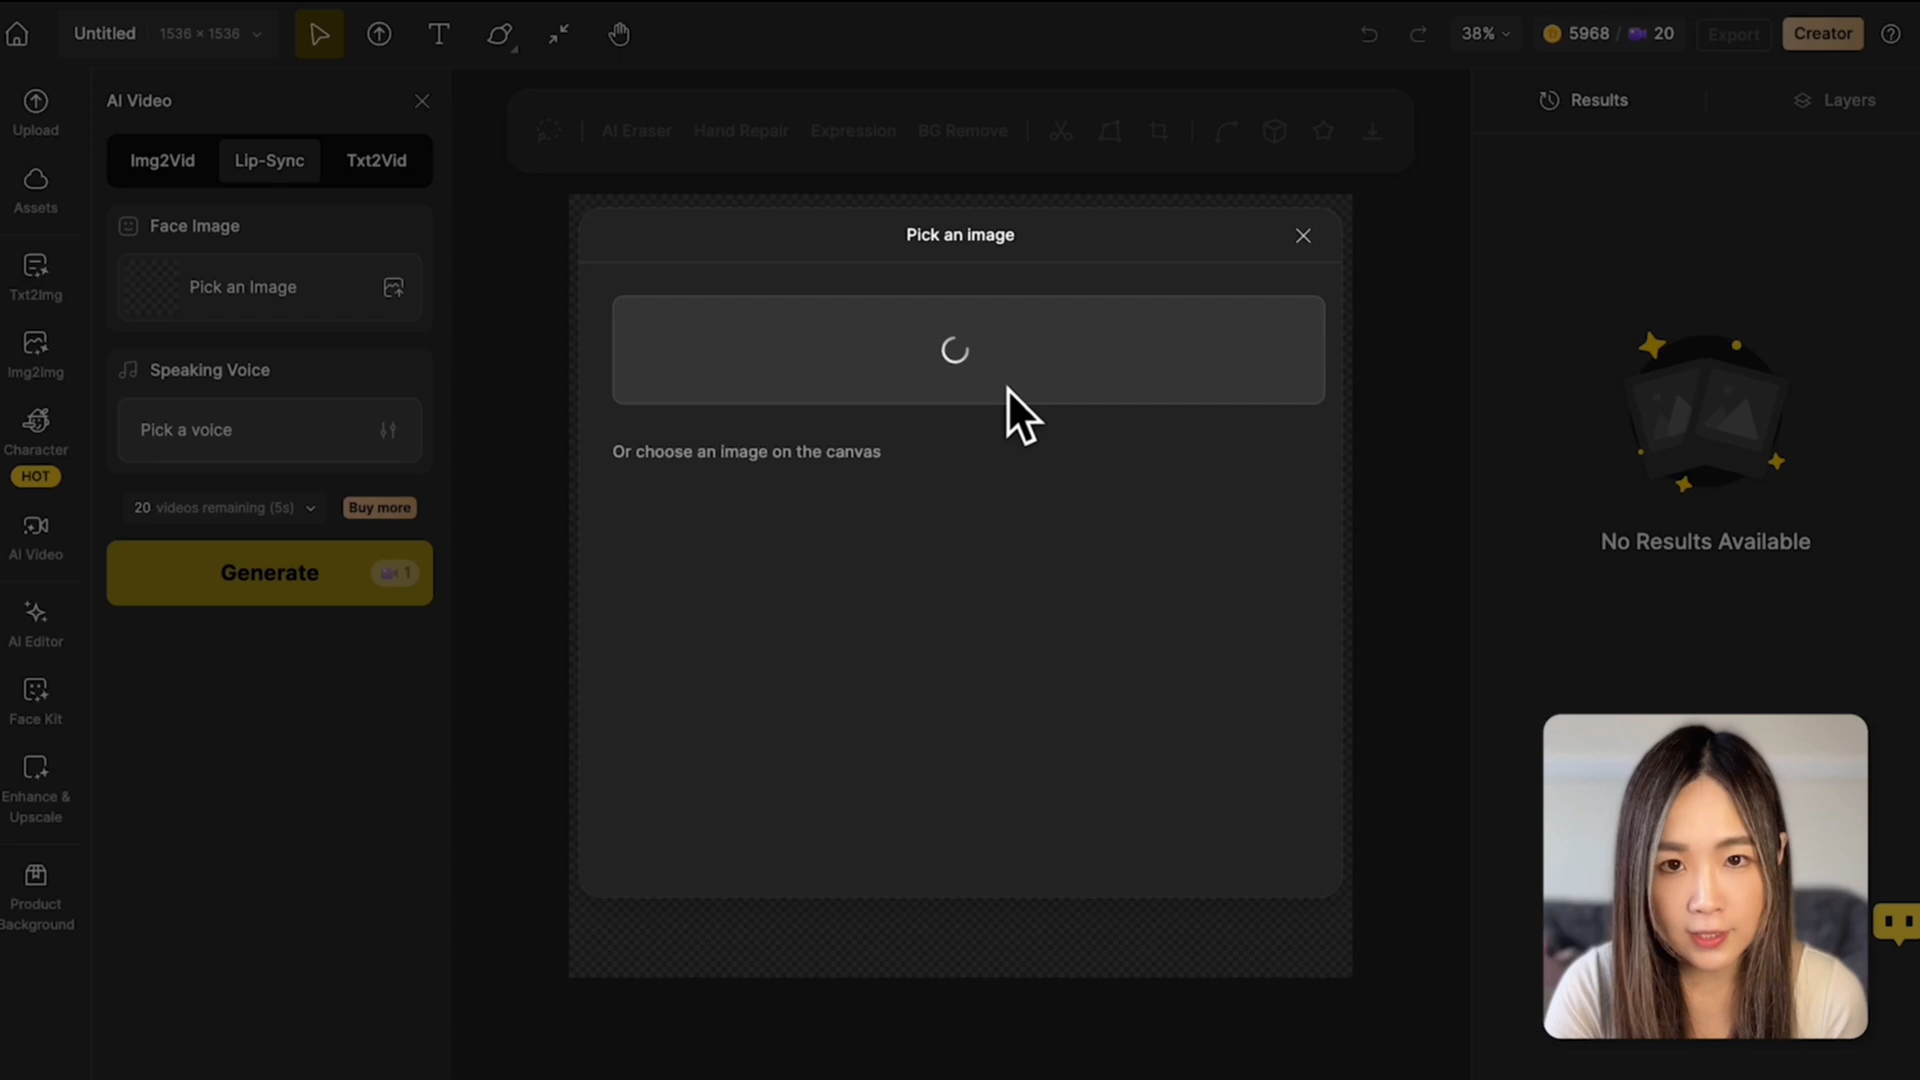 Untitled 1536 × 1536
38%
5968 / 20
Export
Creator
Upload
Assets
Txt2Img
Img2Img
Character
HOT
AI Video
AI Editor
Face Kit
Enhance &
Upscale
Product
Background
AI Video
Img2Vid Lip-Sync Txt2Vid
Face Image
Pick an Image
Speaking Voice
Pick a voice
20 videos remaining (5s)
Buy more
Generate 1
AI Eraser Hand Repair Expression BG Remove
Pick an image
Or choose an image on the canvas
Results Layers
No Results Available